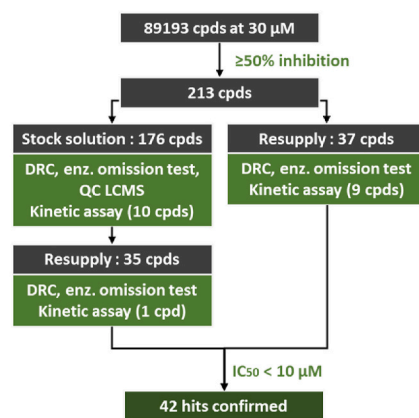 89193 cpds at 30 µM
≥50% inhibition
213 cpds
Stock solution : 176 cpds
DRC, enz. omission test,
QC LCMS
Kinetic assay (10 cpds)
Resupply : 37 cpds
DRC, enz. omission test
Kinetic assay (9 cpds)
Resupply : 35 cpds
DRC, enz. omission test
Kinetic assay (1 cpd)
IC50 < 10 µM
42 hits confirmed